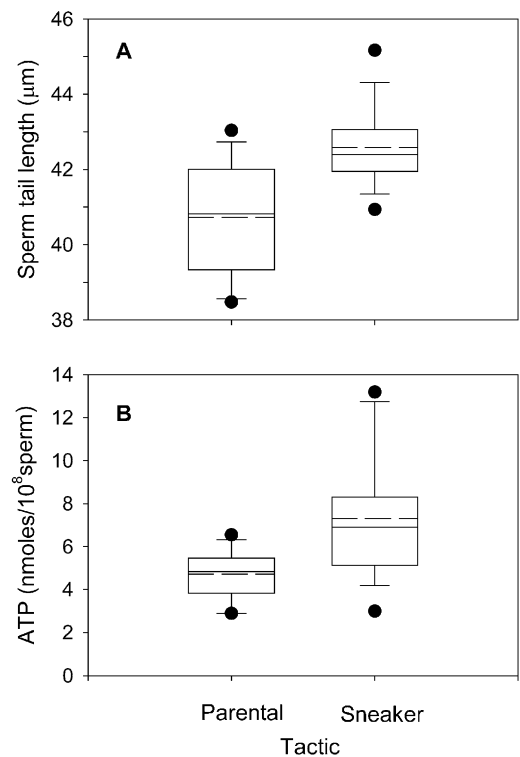 A
Sperm tail length (μm)
46
44
42
40
38
B
ATP (nmoles/10⁸sperm)
14
12
10
8
6
4
2
0
Parental Sneaker
Tactic